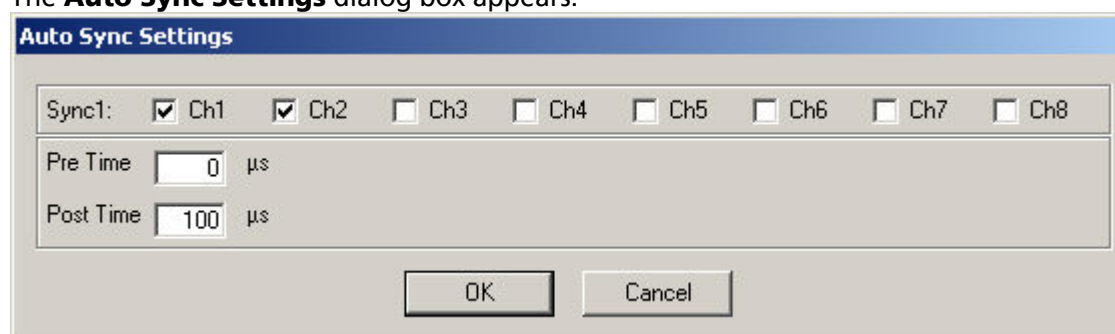 The Auto Sync Settings dialog box appears.
Auto Sync Settings
Sync1: Ch1 Ch2 Ch3 Ch4 Ch5 Ch6 Ch7 Ch8
Pre Time 0 µs
Post Time 100 µs
OK Cancel